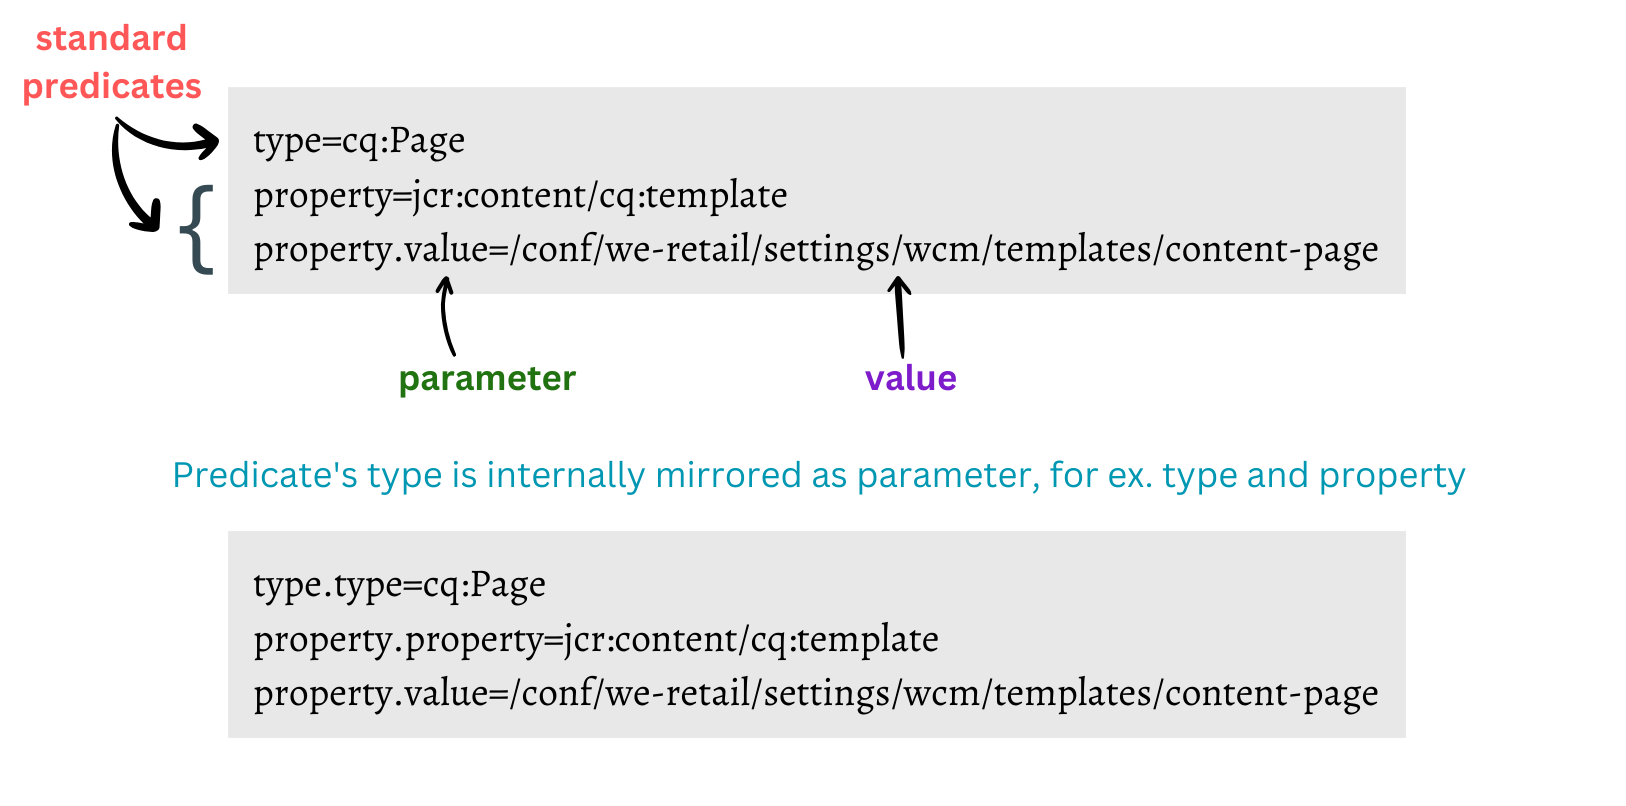 standard
predicates
type=cq:Page
property=jcr:content/cq:template
property.value=/conf/we-retail/settings/wcm/templates/content-page
parameter
value
Predicate's type is internally mirrored as parameter, for ex. type and property
type.type=cq:Page
property.property=jcr:content/cq:template
property.value=/conf/we-retail/settings/wcm/templates/content-page